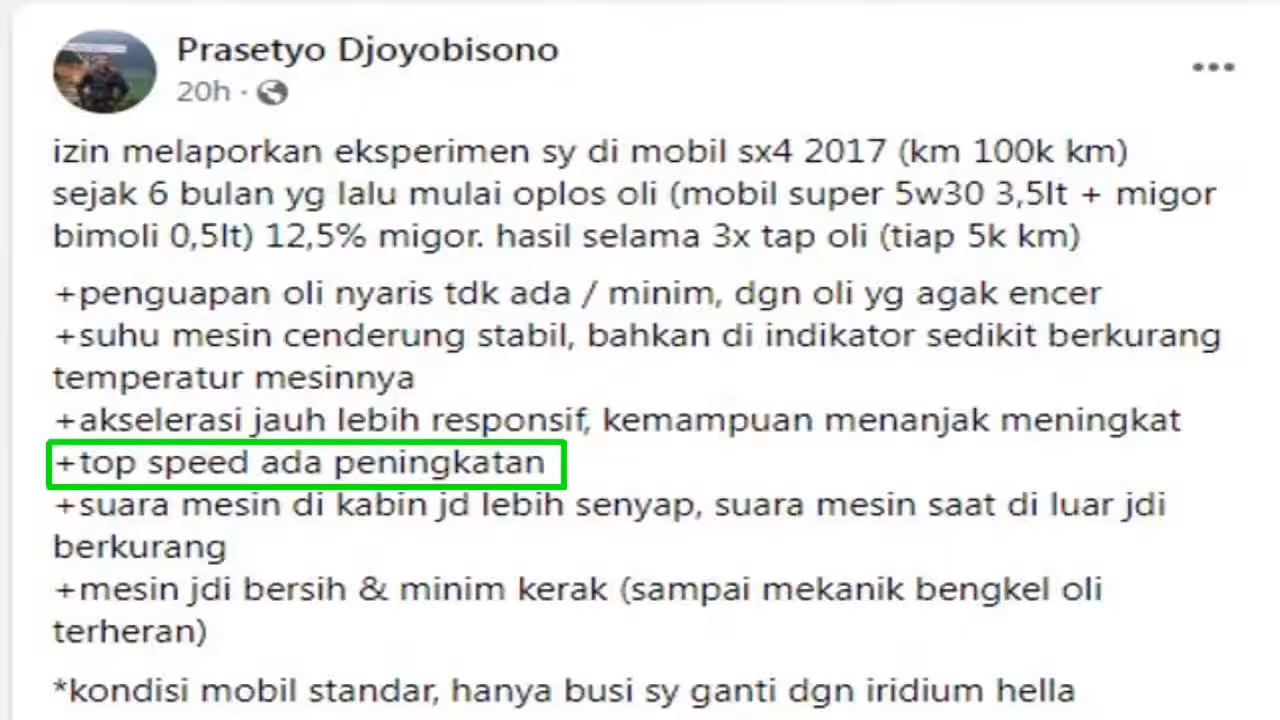 Prasetyo Djoyobisono
20h ·
izin melaporkan eksperimen sy di mobil sx4 2017 (km 100k km)
sejak 6 bulan yg lalu mulai oplos oli (mobil super 5w30 3,5lt + migor
bimoli 0,5lt) 12,5% migor. hasil selama 3x tap oli (tiap 5k km)
+penguapan oli nyaris tdk ada / minim, dgn oli yg agak encer
+suhu mesin cenderung stabil, bahkan di indikator sedikit berkurang
temperatur mesinnya
+akselerasi jauh lebih responsif, kemampuan menanjak meningkat
+top speed ada peningkatan
+suara mesin di kabin jd lebih senyap, suara mesin saat di luar jdi
berkurang
+mesin jdi bersih & minim kerak (sampai mekanik bengkel oli
terheran)
*kondisi mobil standar, hanya busi sy ganti dgn iridium hella